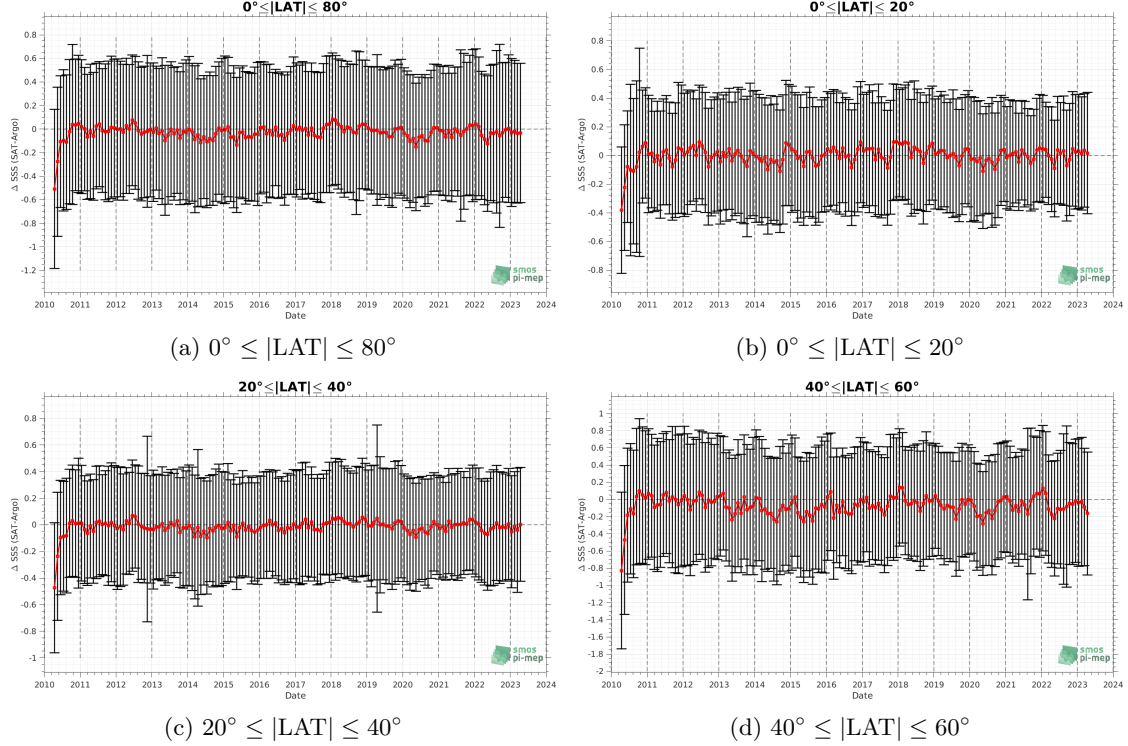 0°≤|LAT|≤ 80°
Δ SSS (SAT-Argo)
0.8
0.6
0.4
0.2
0
-0.2
-0.4
-0.6
-0.8
-1
-1.2
2010 2011 2012 2013 2014 2015 2016 2017 2018 2019 2020 2021 2022 2023 2024
Date
smos
pi-mep
(a) 0° ≤ |LAT| ≤ 80°
0°≤|LAT|≤ 20°
Δ SSS (SAT-Argo)
0.8
0.6
0.4
0.2
0
-0.2
-0.4
-0.6
-0.8
2010 2011 2012 2013 2014 2015 2016 2017 2018 2019 2020 2021 2022 2023 2024
Date
smos
pi-mep
(b) 0° ≤ |LAT| ≤ 20°
20°≤|LAT|≤ 40°
Δ SSS (SAT-Argo)
0.8
0.6
0.4
0.2
0
-0.2
-0.4
-0.6
-0.8
-1
2010 2011 2012 2013 2014 2015 2016 2017 2018 2019 2020 2021 2022 2023 2024
Date
smos
pi-mep
(c) 20° ≤ |LAT| ≤ 40°
40°≤|LAT|≤ 60°
Δ SSS (SAT-Argo)
1
0.8
0.6
0.4
0.2
0
-0.2
-0.4
-0.6
-0.8
-1
-1.2
-1.4
-1.6
-1.8
-2
2010 2011 2012 2013 2014 2015 2016 2017 2018 2019 2020 2021 2022 2023 2024
Date
smos
pi-mep
(d) 40° ≤ |LAT| ≤ 60°